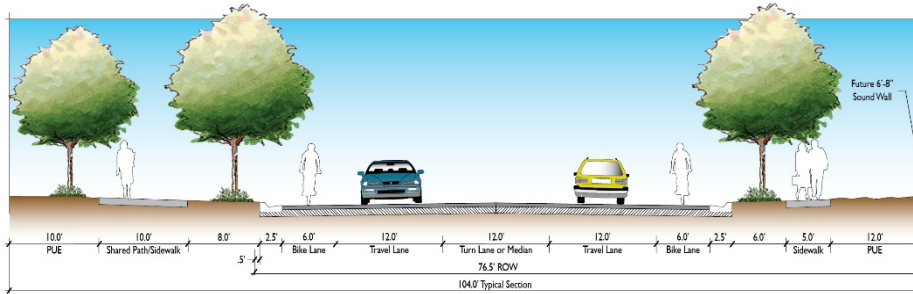 Future 6'-8"
Sound Wall
10.0' 10.0' 8.0' 2.5' 6.0' 12.0' 12.0' 12.0' 6.0' 2.5' 6.0' 5.0' 12.0'
PUE Shared Path/Sidewalk Bike Lane Travel Lane Turn Lane or Median Travel Lane Bike Lane Sidewalk PUE
.5'
76.5' ROW
104.0' Typical Section